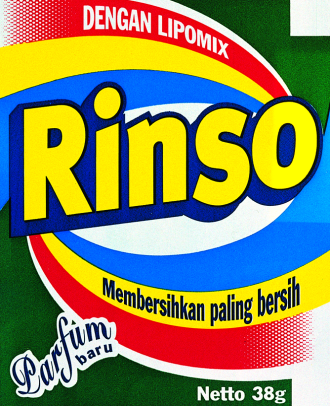 DENGAN LIPOMIX
Rinso
Membersihkan paling bersih
Parfum
baru
Netto 38g